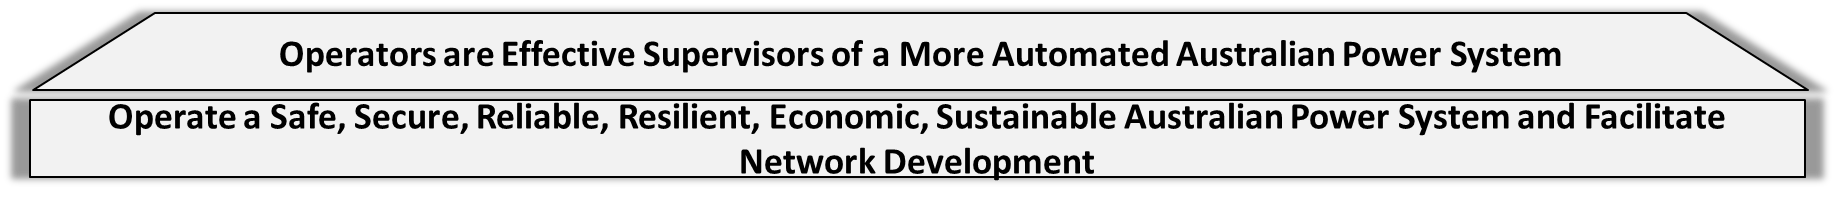 Operators are Effective Supervisors of a More Automated Australian Power System
Operate a Safe, Secure, Reliable, Resilient, Economic, Sustainable Australian Power System and Facilitate
Network Development